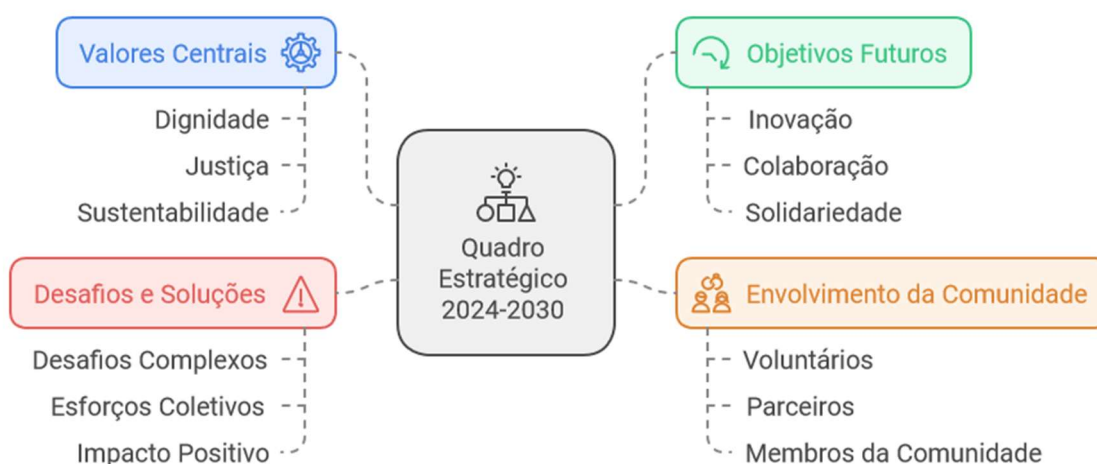 Valores Centrais
Dignidade
Justiça
Sustentabilidade
Desafios e Soluções
Desafios Complexos
Esforços Coletivos
Impacto Positivo
Quadro
Estratégico
2024-2030
Objetivos Futuros
Inovação
Colaboração
Solidariedade
Envolvimento da Comunidade
Voluntários
Parceiros
Membros da Comunidade